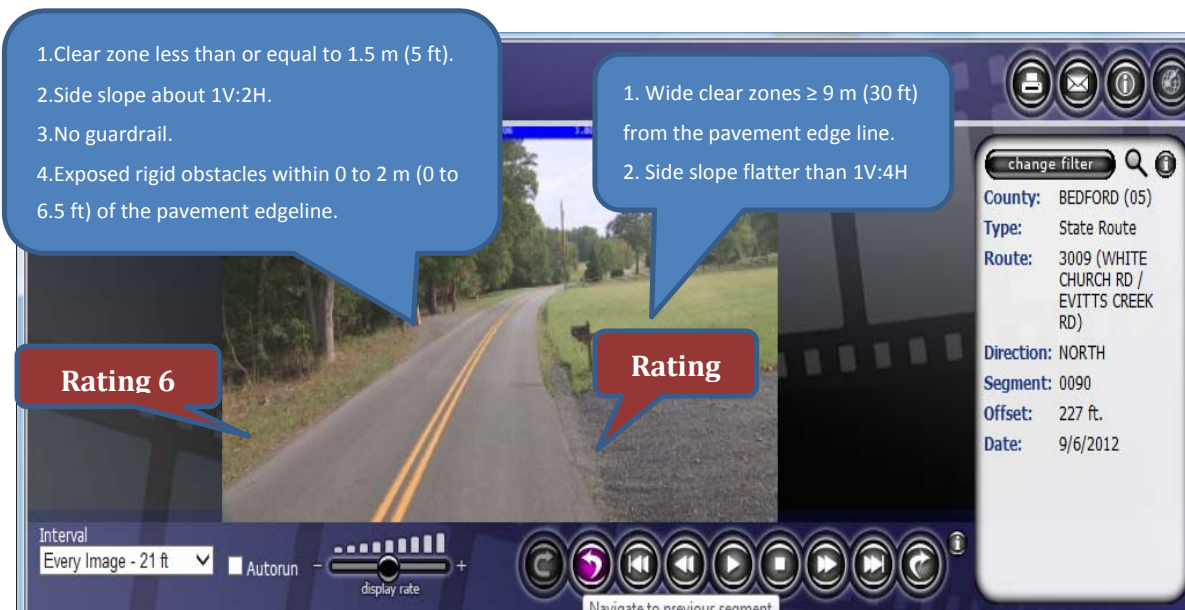 1.Clear zone less than or equal to 1.5 m (5 ft).
2.Side slope about 1V:2H.
3.No guardrail.
4.Exposed rigid obstacles within 0 to 2 m (0 to
6.5 ft) of the pavement edgeline.
1. Wide clear zones ≥ 9 m (30 ft)
from the pavement edge line.
2. Side slope flatter than 1V:4H
Rating 6
Rating
change filter
County: BEDFORD (05)
Type: State Route
Route: 3009 (WHITE
CHURCH RD /
EVITTS CREEK
RD)
Direction: NORTH
Segment: 0090
Offset: 227 ft.
Date: 9/6/2012
Interval
Every Image - 21 ft
Autorun
- +
display rate
Navigate to previous segment